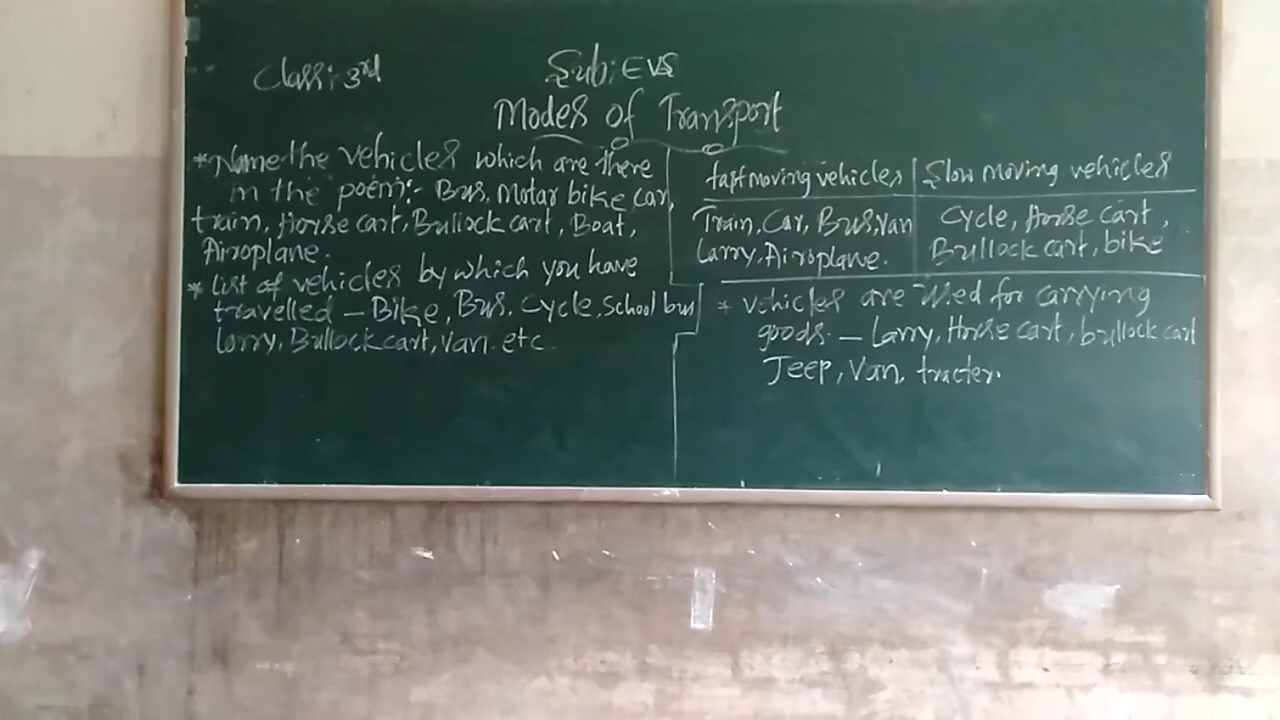 Class: 3rd
Sub: EVS
Modes of Transport
* Name the vehicles which are there
in the poem:- Bus, Motar bike car,
train, Horse cart, Bullock cart, Boat,
Airoplane.
* list of vehicles by which you have
travelled – Bike, Bus, Cycle, School bus
lorry, Bullock cart, Van. etc
fast moving vehicles | Slow moving vehicles
Train, Car, Bus, Van | Cycle, Horse cart,
Larry, Airoplane. | Bullock cart, bike
* vehicles are used for carrying
goods. – Larry, Horse cart, bullock cart
Jeep, Van, tracter.